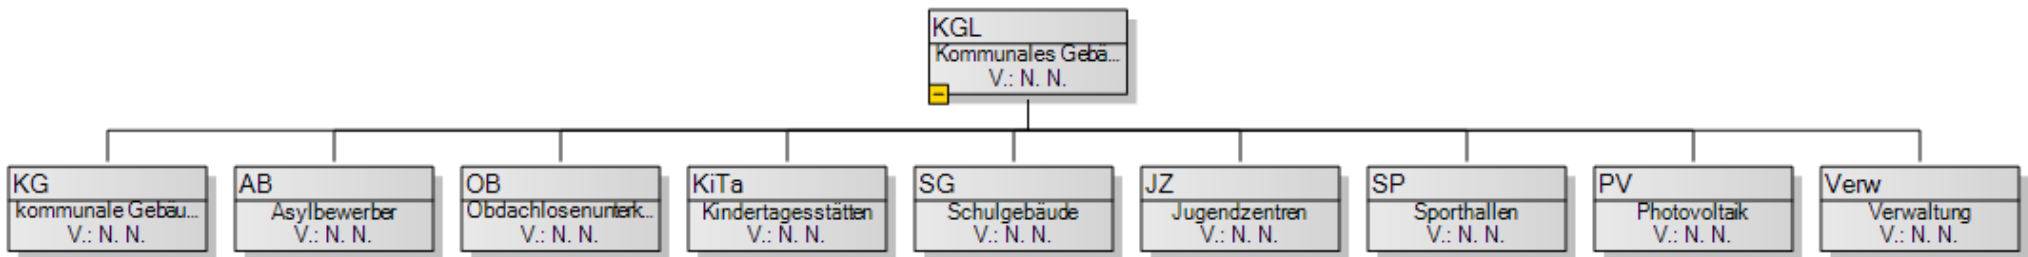 KGL
Kommunales Gebä...
V.: N. N.
KG
kommunale Gebäu...
V.: N. N.
AB
Asylbewerber
V.: N. N.
OB
Obdachlosenunterk...
V.: N. N.
KiTa
Kindertagesstätten
V.: N. N.
SG
Schulgebäude
V.: N. N.
JZ
Jugendzentren
V.: N. N.
SP
Sporthallen
V.: N. N.
PV
Photovoltaik
V.: N. N.
Verw
Verwaltung
V.: N. N.